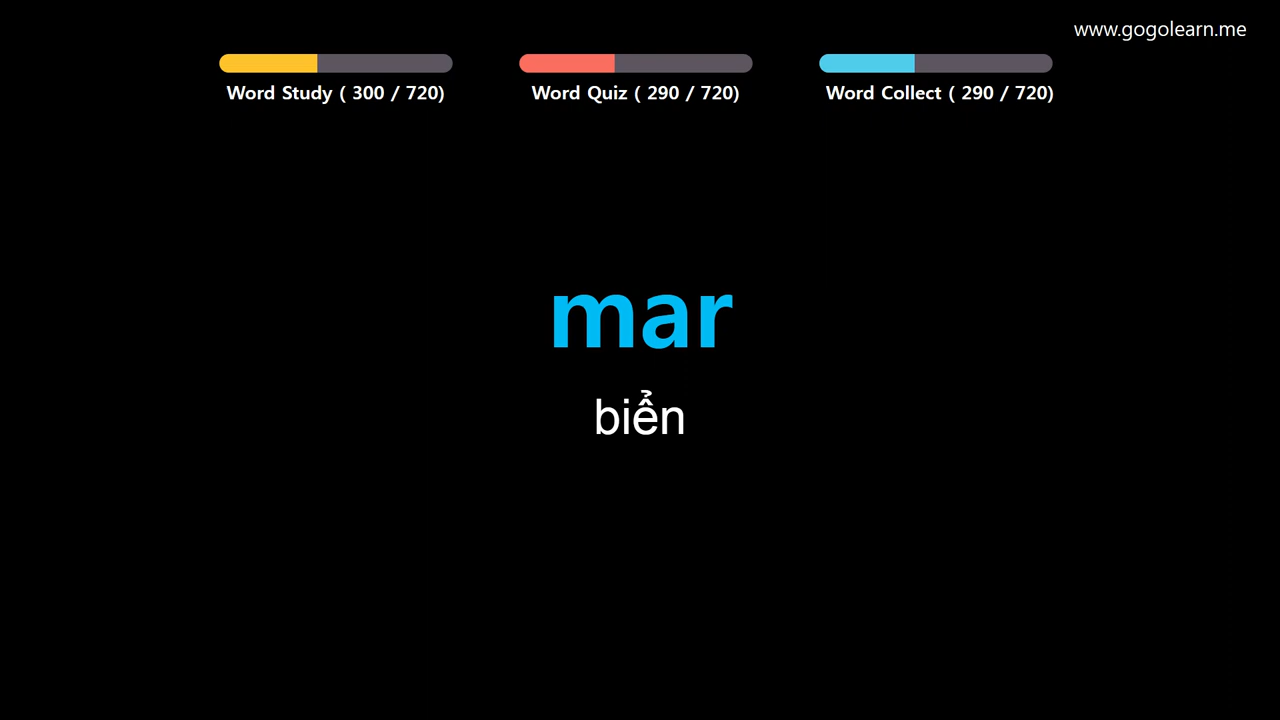 www.gogolearn.me
Word Study ( 300 / 720)
Word Quiz ( 290 / 720)
Word Collect ( 290 / 720)
mar
biển